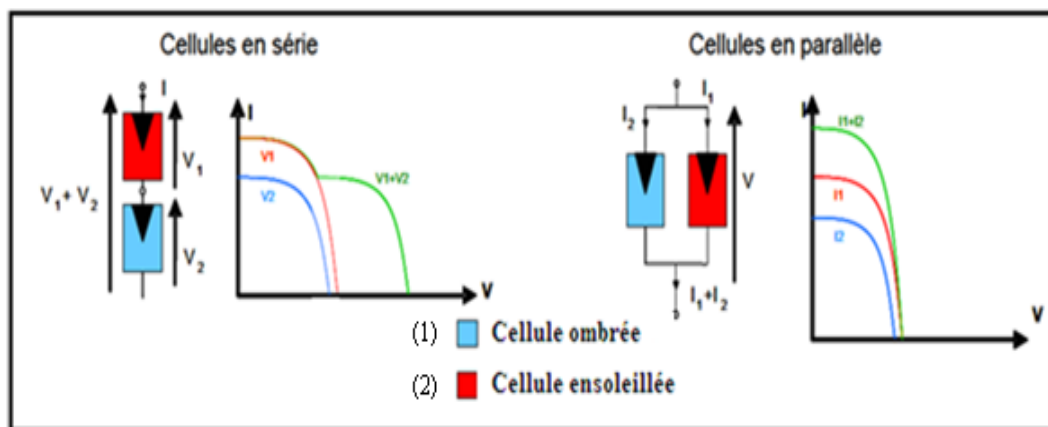 Cellules en série
I
V1
V1 + V2
V2
I
V1
V2
V1+V2
V
Cellules en parallèle
I1
I2
V
I1+I2
I
I1+I2
I1
I2
V
(1) Cellule ombrée
(2) Cellule ensoleillée